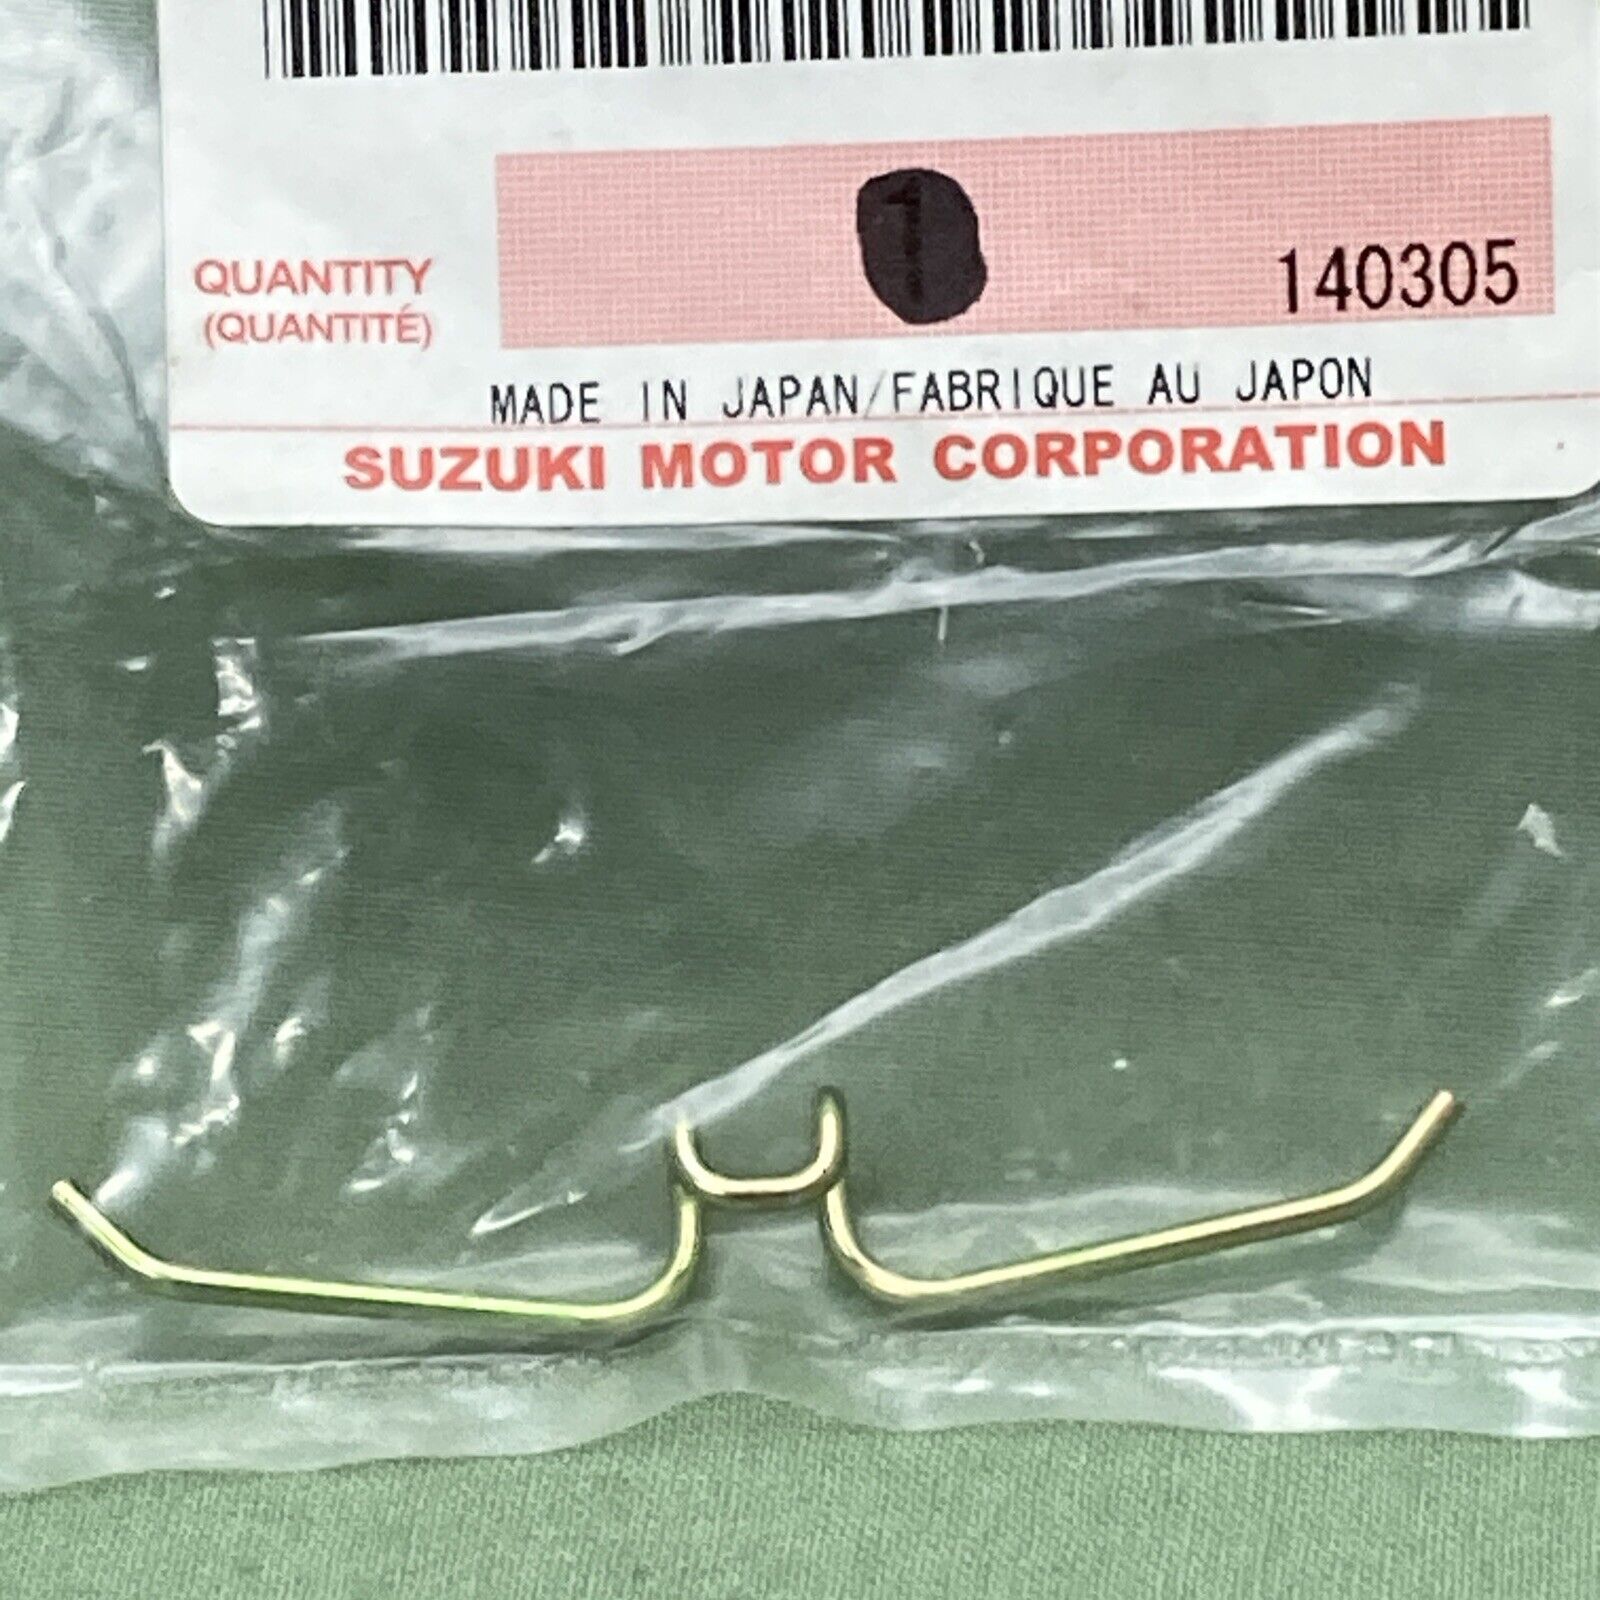 1
140305
QUANTITY
(QUANTITÉ)
MADE IN JAPAN/FABRIQUE AU JAPON
SUZUKI MOTOR CORPORATION